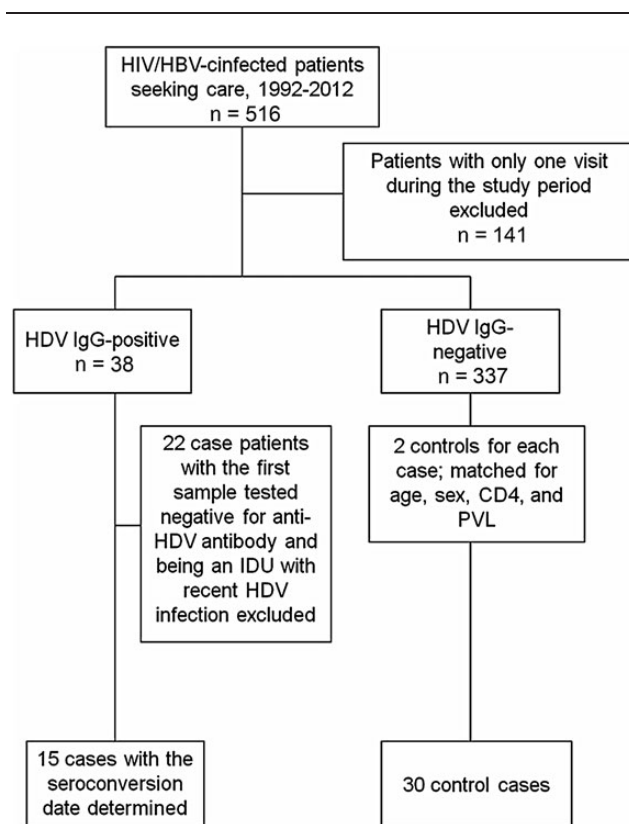 HIV/HBV-cinfected patients
seeking care, 1992-2012
n = 516
Patients with only one visit
during the study period
excluded
n = 141
HDV IgG-positive
n = 38
HDV IgG-
negative
n = 337
22 case patients
with the first
sample tested
negative for anti-
HDV antibody and
being an IDU with
recent HDV
infection excluded
2 controls for each
case; matched for
age, sex, CD4, and
PVL
15 cases with the
seroconversion
date determined
30 control cases